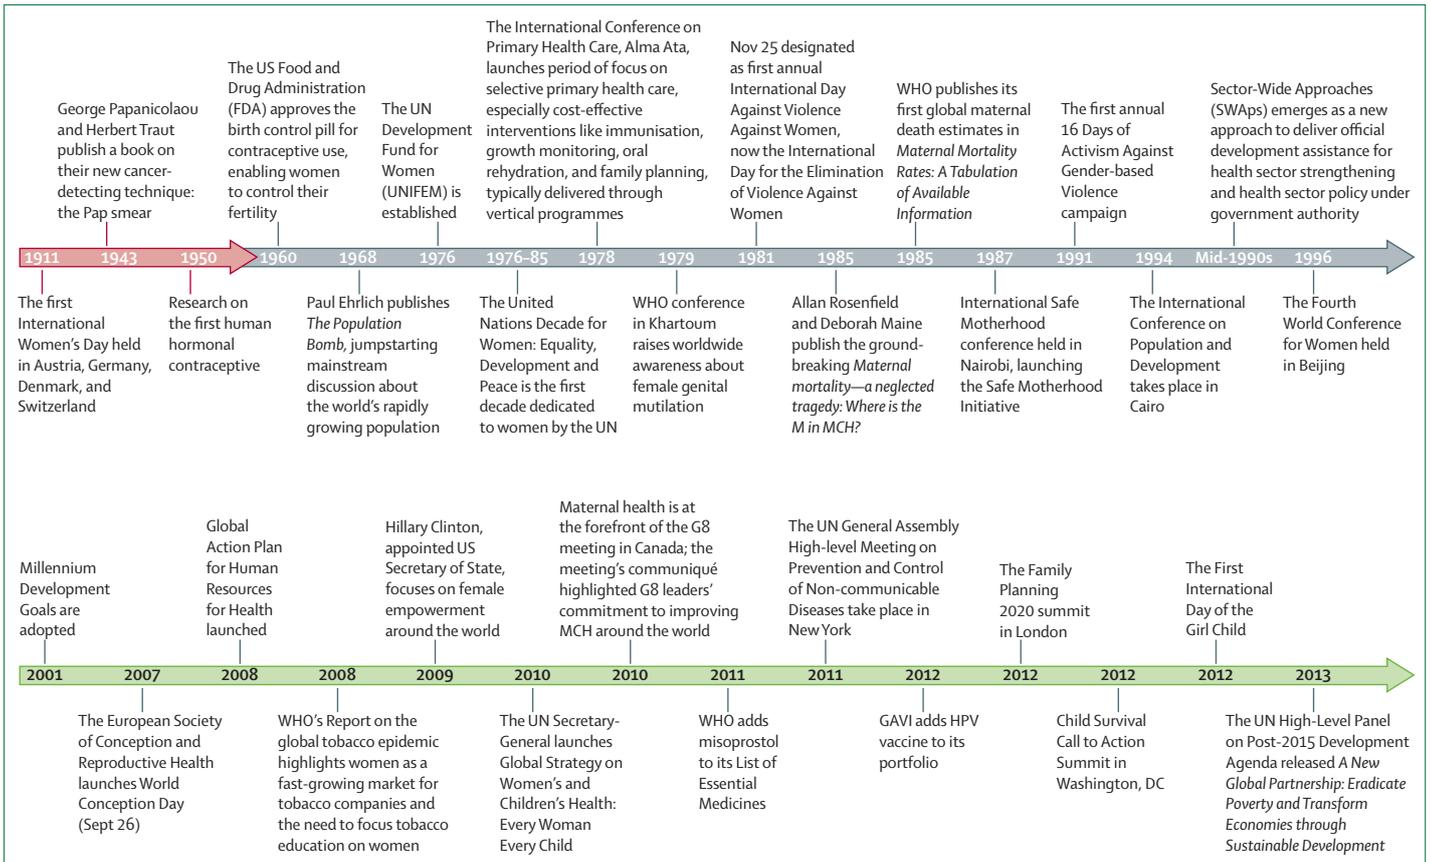 George Papanicolaou
and Herbert Traut
publish a book on
their new cancer-
detecting technique:
the Pap smear
The US Food and
Drug Administration
(FDA) approves the
birth control pill for
contraceptive use,
enabling women
to control their
fertility
The UN
Development
Fund for
Women
(UNIFEM) is
established
The International Conference on
Primary Health Care, Alma Ata,
launches period of focus on
selective primary health care,
especially cost-effective
interventions like immunisation,
growth monitoring, oral
rehydration, and family planning,
typically delivered through
vertical programmes
Nov 25 designated
as first annual
International Day
Against Violence
Against Women,
now the International
Day for the Elimination
of Violence Against
Women
WHO publishes its
first global maternal
death estimates in
Maternal Mortality
Rates: A Tabulation
of Available
Information
The first annual
16 Days of
Activism Against
Gender-based
Violence
campaign
Sector-Wide Approaches
(SWAps) emerges as a new
approach to deliver official
development assistance for
health sector strengthening
and health sector policy under
government authority
1911 1943 1950 1960 1968 1976 1976–85 1978 1979 1981 1985 1985 1987 1991 1994 Mid-1990s 1996
The first
International
Women's Day held
in Austria, Germany,
Denmark, and
Switzerland
Research on
the first human
hormonal
contraceptive
Paul Ehrlich publishes
The Population
Bomb, jumpstarting
mainstream
discussion about
the world's rapidly
growing population
The United
Nations Decade for
Women: Equality,
Development and
Peace is the first
decade dedicated
to women by the UN
WHO conference
in Khartoum
raises worldwide
awareness about
female genital
mutilation
Allan Rosenfield
and Deborah Maine
publish the ground-
breaking Maternal
mortality—a neglected
tragedy: Where is the
M in MCH?
International Safe
Motherhood
conference held in
Nairobi, launching
the Safe Motherhood
Initiative
The International
Conference on
Population and
Development
takes place in
Cairo
The Fourth
World Conference
for Women held
in Beijing
Millennium
Development
Goals are
adopted
Global
Action Plan
for Human
Resources
for Health
launched
Hillary Clinton,
appointed US
Secretary of State,
focuses on female
empowerment
around the world
Maternal health is at
the forefront of the G8
meeting in Canada; the
meeting's communiqué
highlighted G8 leaders'
commitment to improving
MCH around the world
The UN General Assembly
High-level Meeting on
Prevention and Control
of Non-communicable
Diseases take place in
New York
The Family
Planning
2020 summit
in London
The First
International
Day of the
Girl Child
2001 2007 2008 2008 2009 2010 2010 2011 2011 2012 2012 2012 2012 2013
The European Society
of Conception and
Reproductive Health
launches World
Conception Day
(Sept 26)
WHO's Report on the
global tobacco epidemic
highlights women as a
fast-growing market for
tobacco companies and
the need to focus tobacco
education on women
The UN Secretary-
General launches
Global Strategy on
Women's and
Children's Health:
Every Woman
Every Child
WHO adds
misoprostol
to its List of
Essential
Medicines
GAVI adds HPV
vaccine to its
portfolio
Child Survival
Call to Action
Summit in
Washington, DC
The UN High-Level Panel
on Post-2015 Development
Agenda released A New
Global Partnership: Eradicate
Poverty and Transform
Economies through
Sustainable Development